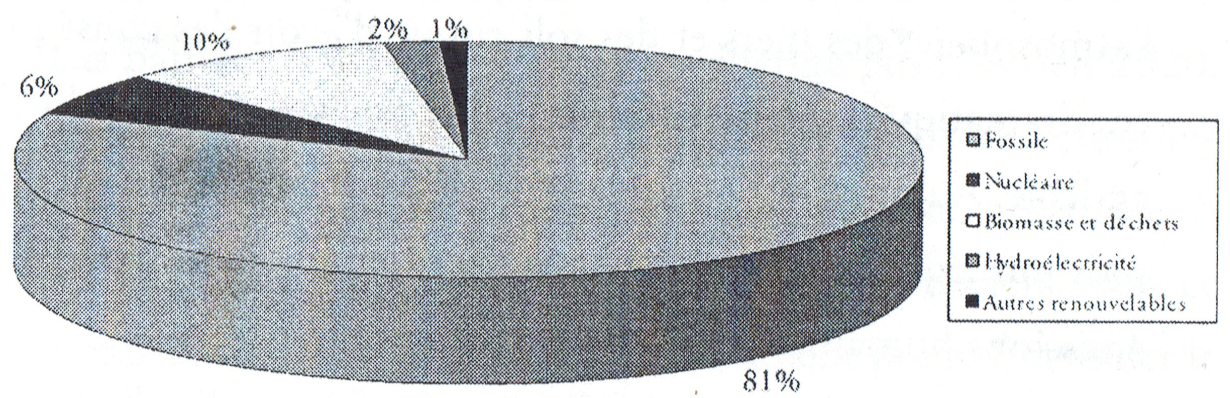 2% 1%
10%
6%
Fossile
Nucléaire
Biomasse et déchets
Hydroélectricité
Autres renouvelables
81%